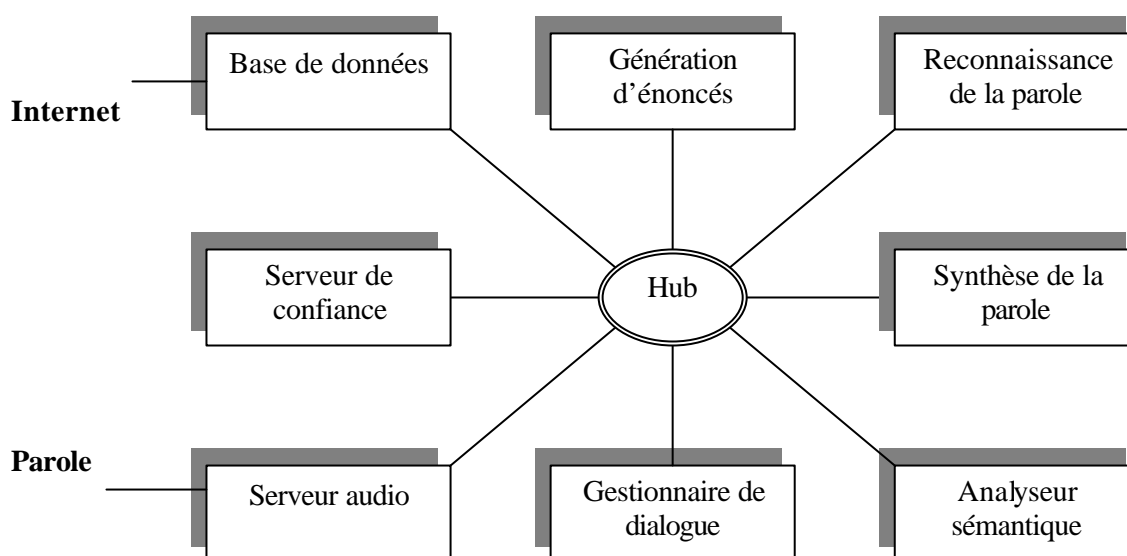 Base de données
Génération
d'énoncés
Reconnaissance
de la parole
Internet
Serveur de
confiance
Hub
Synthèse de la
parole
Parole
Serveur audio
Gestionnaire de
dialogue
Analyseur
sémantique